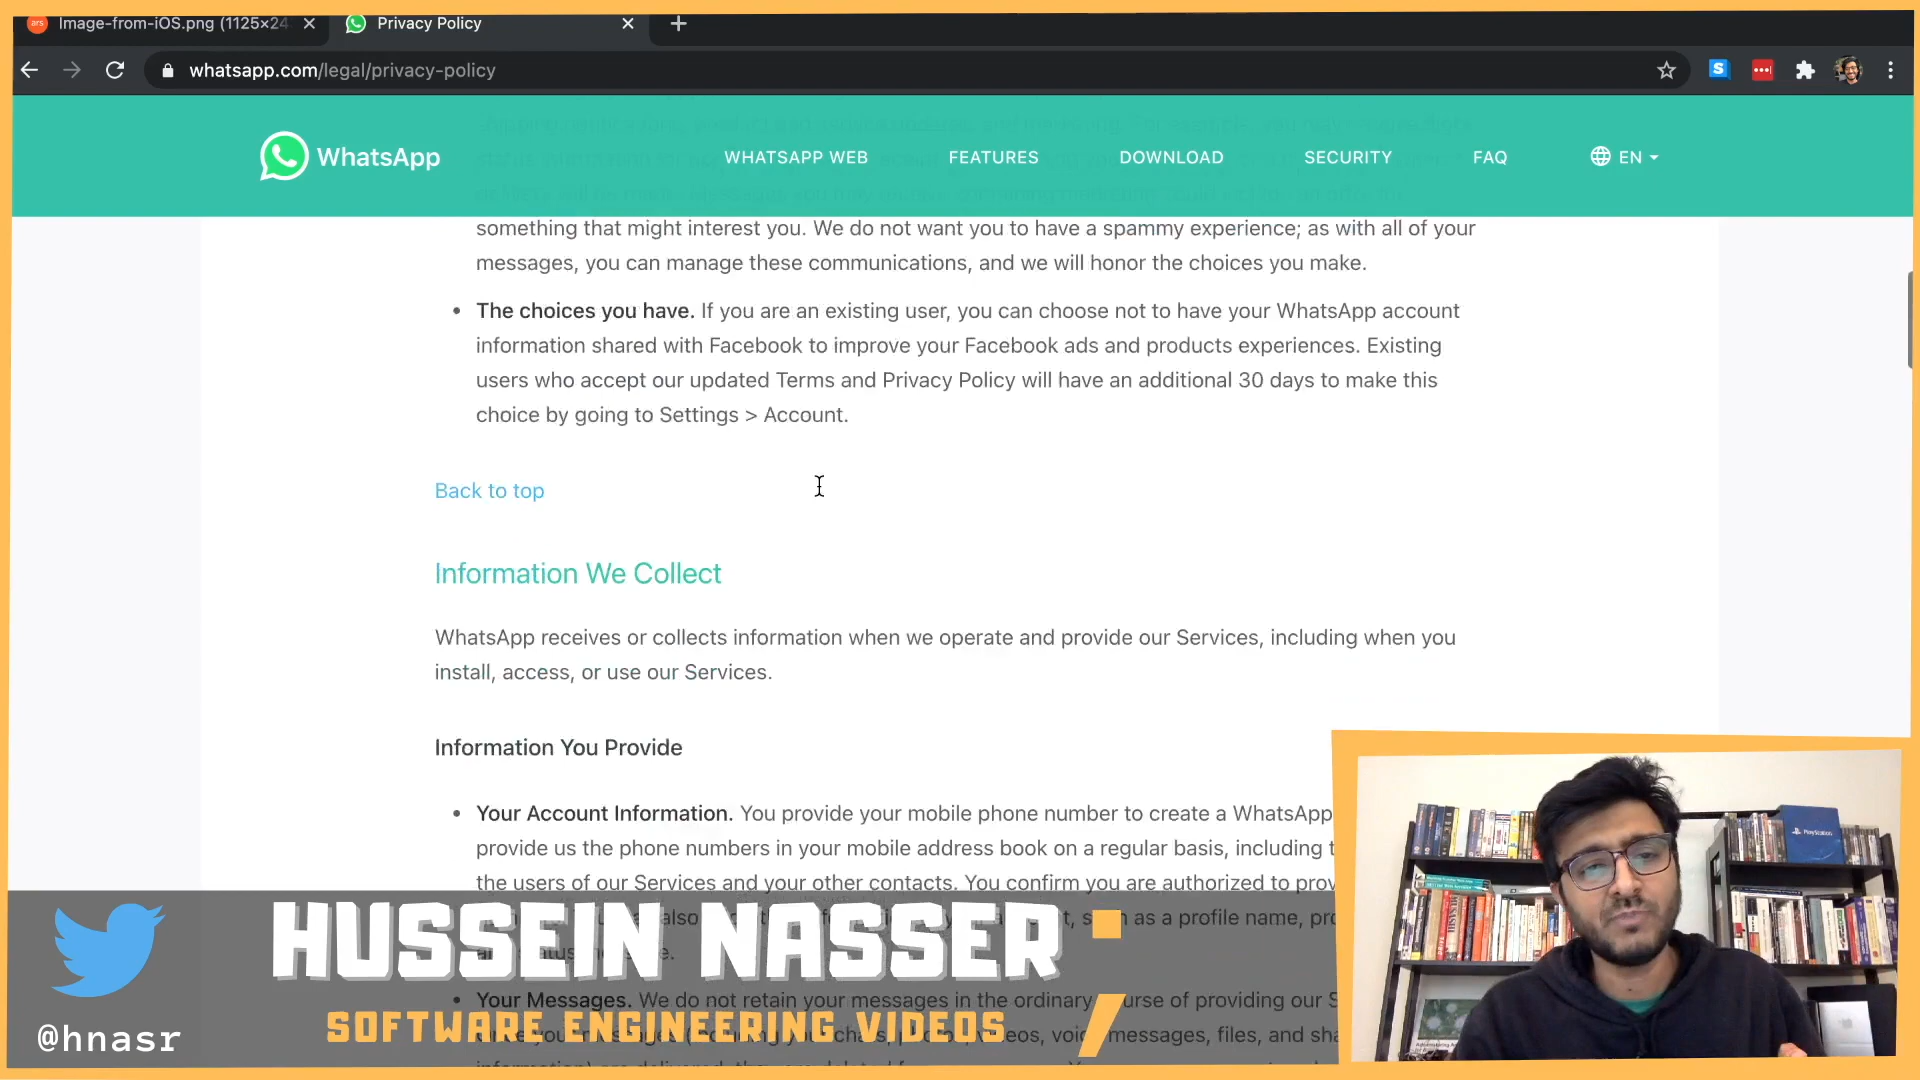 Image-from-iOS.png (1125×24
Privacy Policy
whatsapp.com/legal/privacy-policy
WhatsApp
WHATSAPP WEB
FEATURES
DOWNLOAD
SECURITY
FAQ
EN
something that might interest you. We do not want you to have a spammy experience; as with all of your
messages, you can manage these communications, and we will honor the choices you make.
• The choices you have. If you are an existing user, you can choose not to have your WhatsApp account
information shared with Facebook to improve your Facebook ads and products experiences. Existing
users who accept our updated Terms and Privacy Policy will have an additional 30 days to make this
choice by going to Settings > Account.
Back to top
Information We Collect
WhatsApp receives or collects information when we operate and provide our Services, including when you
install, access, or use our Services.
Information You Provide
• Your Account Information. You provide your mobile phone number to create a WhatsApp
provide us the phone numbers in your mobile address book on a regular basis, including
the users of our Services and your other contacts. You confirm you are authorized to
also as a profile name,
• Your Messages. We do not retain your messages in the ordinary of providing our
messages, files, and
HUSSEIN NASSER
SOFTWARE ENGINEERING VIDEOS
;
@hnasr
PlayStation